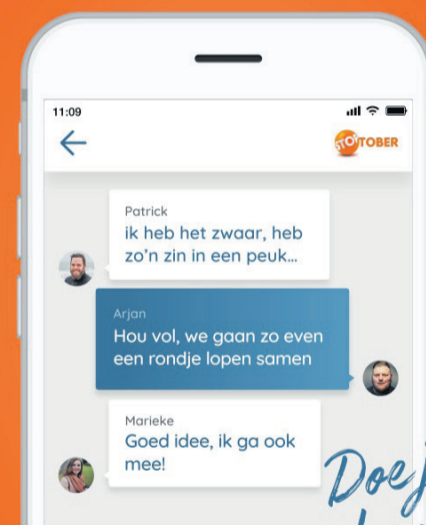 11:09
STOPTOBER
Patrick
ik heb het zwaar, heb
zo'n zin in een peuk...
Arjan
Hou vol, we gaan zo even
een rondje lopen samen
Marieke
Goed idee, ik ga ook
mee!
Doe j